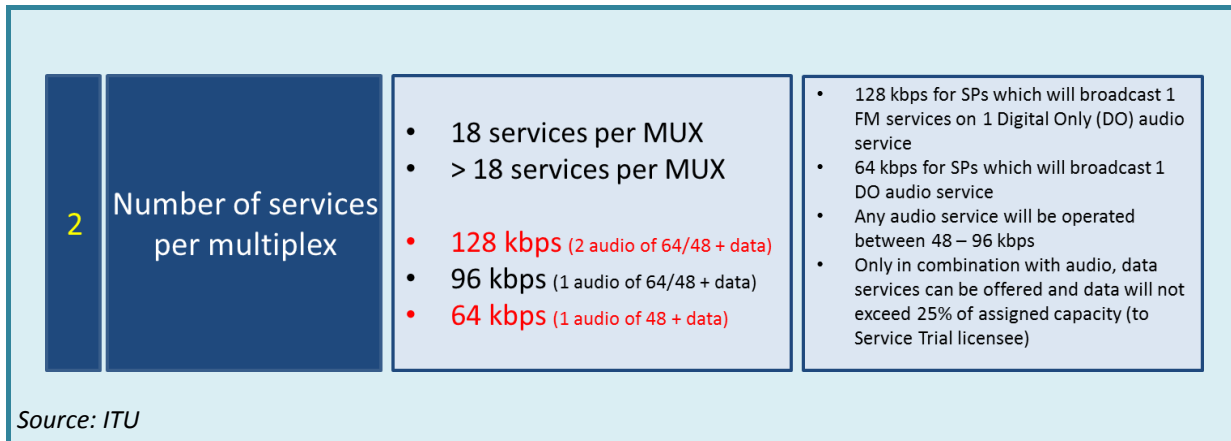 2
Number of services
per multiplex
• 18 services per MUX
• > 18 services per MUX
• 128 kbps (2 audio of 64/48 + data)
• 96 kbps (1 audio of 64/48 + data)
• 64 kbps (1 audio of 48 + data)
• 128 kbps for SPs which will broadcast 1
FM services on 1 Digital Only (DO) audio
service
• 64 kbps for SPs which will broadcast 1
DO audio service
• Any audio service will be operated
between 48 – 96 kbps
• Only in combination with audio, data
services can be offered and data will not
exceed 25% of assigned capacity (to
Service Trial licensee)
Source: ITU